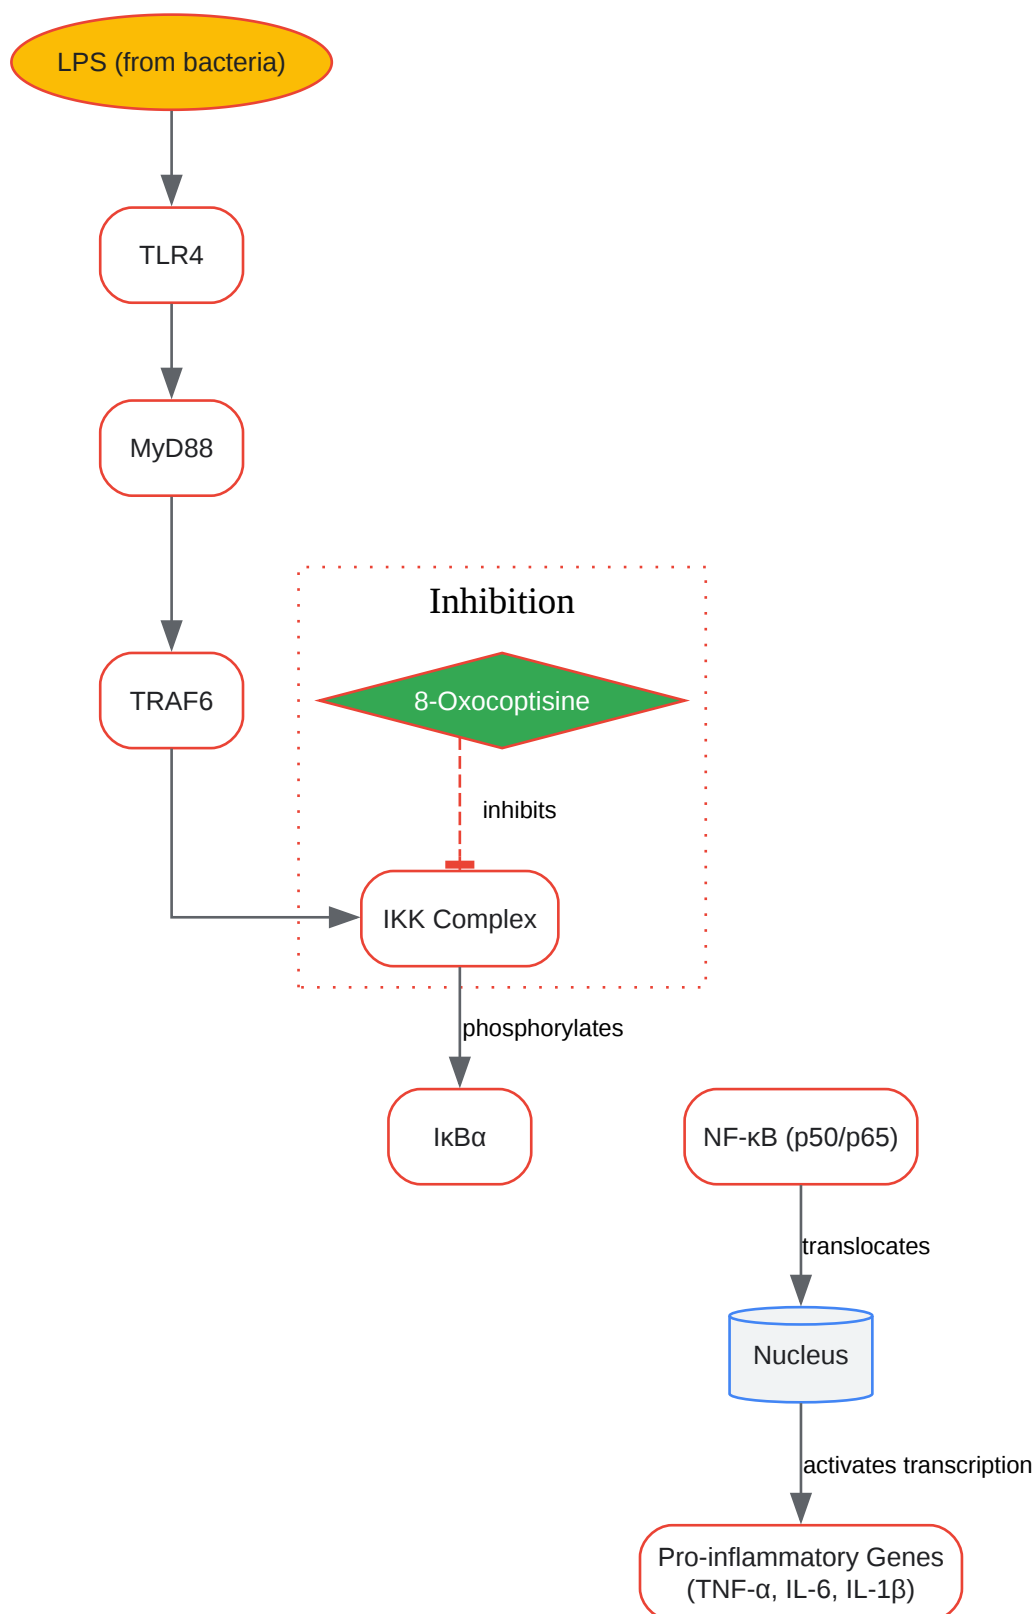 LPS (from bacteria)
TLR4
MyD88
Inhibition
TRAF6
8-Oxocoptisine
inhibits
IKK Complex
phosphorylates
IκBα
NF-κB (p50/p65)
translocates
Nucleus
activates transcription
Pro-inflammatory Genes
(TNF-α, IL-6, IL-1β)